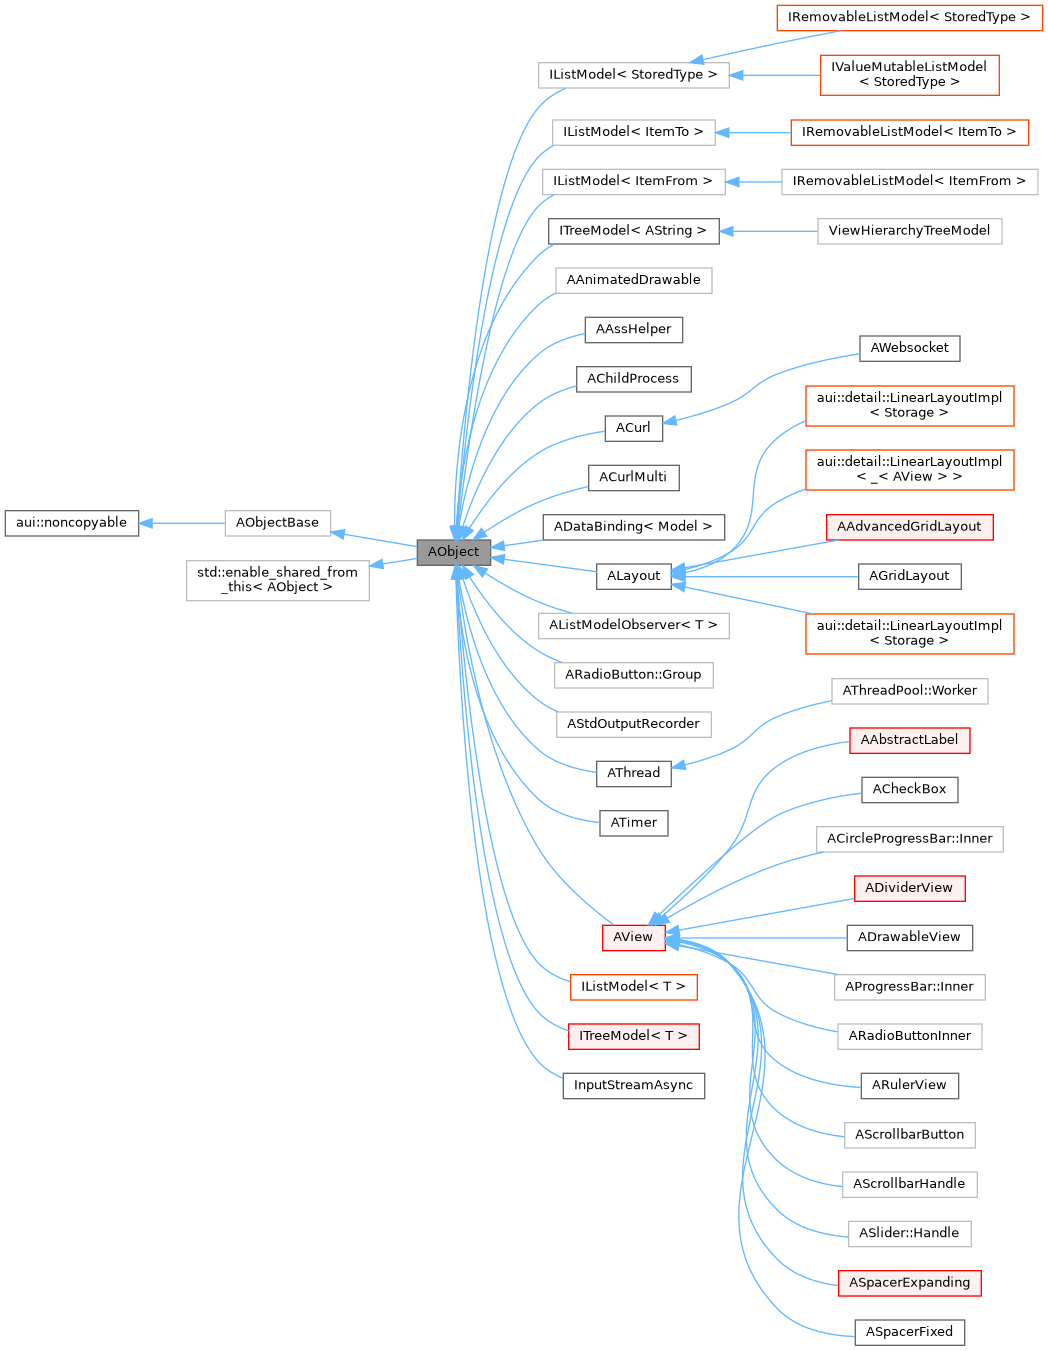 IRemovableListModel< StoredType >
IListModel< StoredType >
IValueMutableListModel
< StoredType >
IListModel< ItemTo >
IRemovableListModel< ItemTo >
IListModel< ItemFrom >
IRemovableListModel< ItemFrom >
ITreeModel< AString >
ViewHierarchyTreeModel
AAnimatedDrawable
AAssHelper
AWebsocket
AChildProcess
aui::detail::LinearLayoutImpl
< Storage >
ACurl
aui::detail::LinearLayoutImpl
< _< AView > >
ACurlMulti
aui::noncopyable
AObjectBase
ADataBinding< Model >
AAdvancedGridLayout
AObject
std::enable_shared_from
_this< AObject >
ALayout
AGridLayout
AListModelObserver< T >
aui::detail::LinearLayoutImpl
< Storage >
ARadioButton::Group
AThreadPool::Worker
AStdOutputRecorder
AAbstractLabel
AThread
ACheckBox
ATimer
ACircleProgressBar::Inner
ADividerView
AView
ADrawableView
IListModel< T >
AProgressBar::Inner
ITreeModel< T >
ARadioButtonInner
InputStreamAsync
ARulerView
AScrollbarButton
AScrollbarHandle
ASlider::Handle
ASpacerExpanding
ASpacerFixed